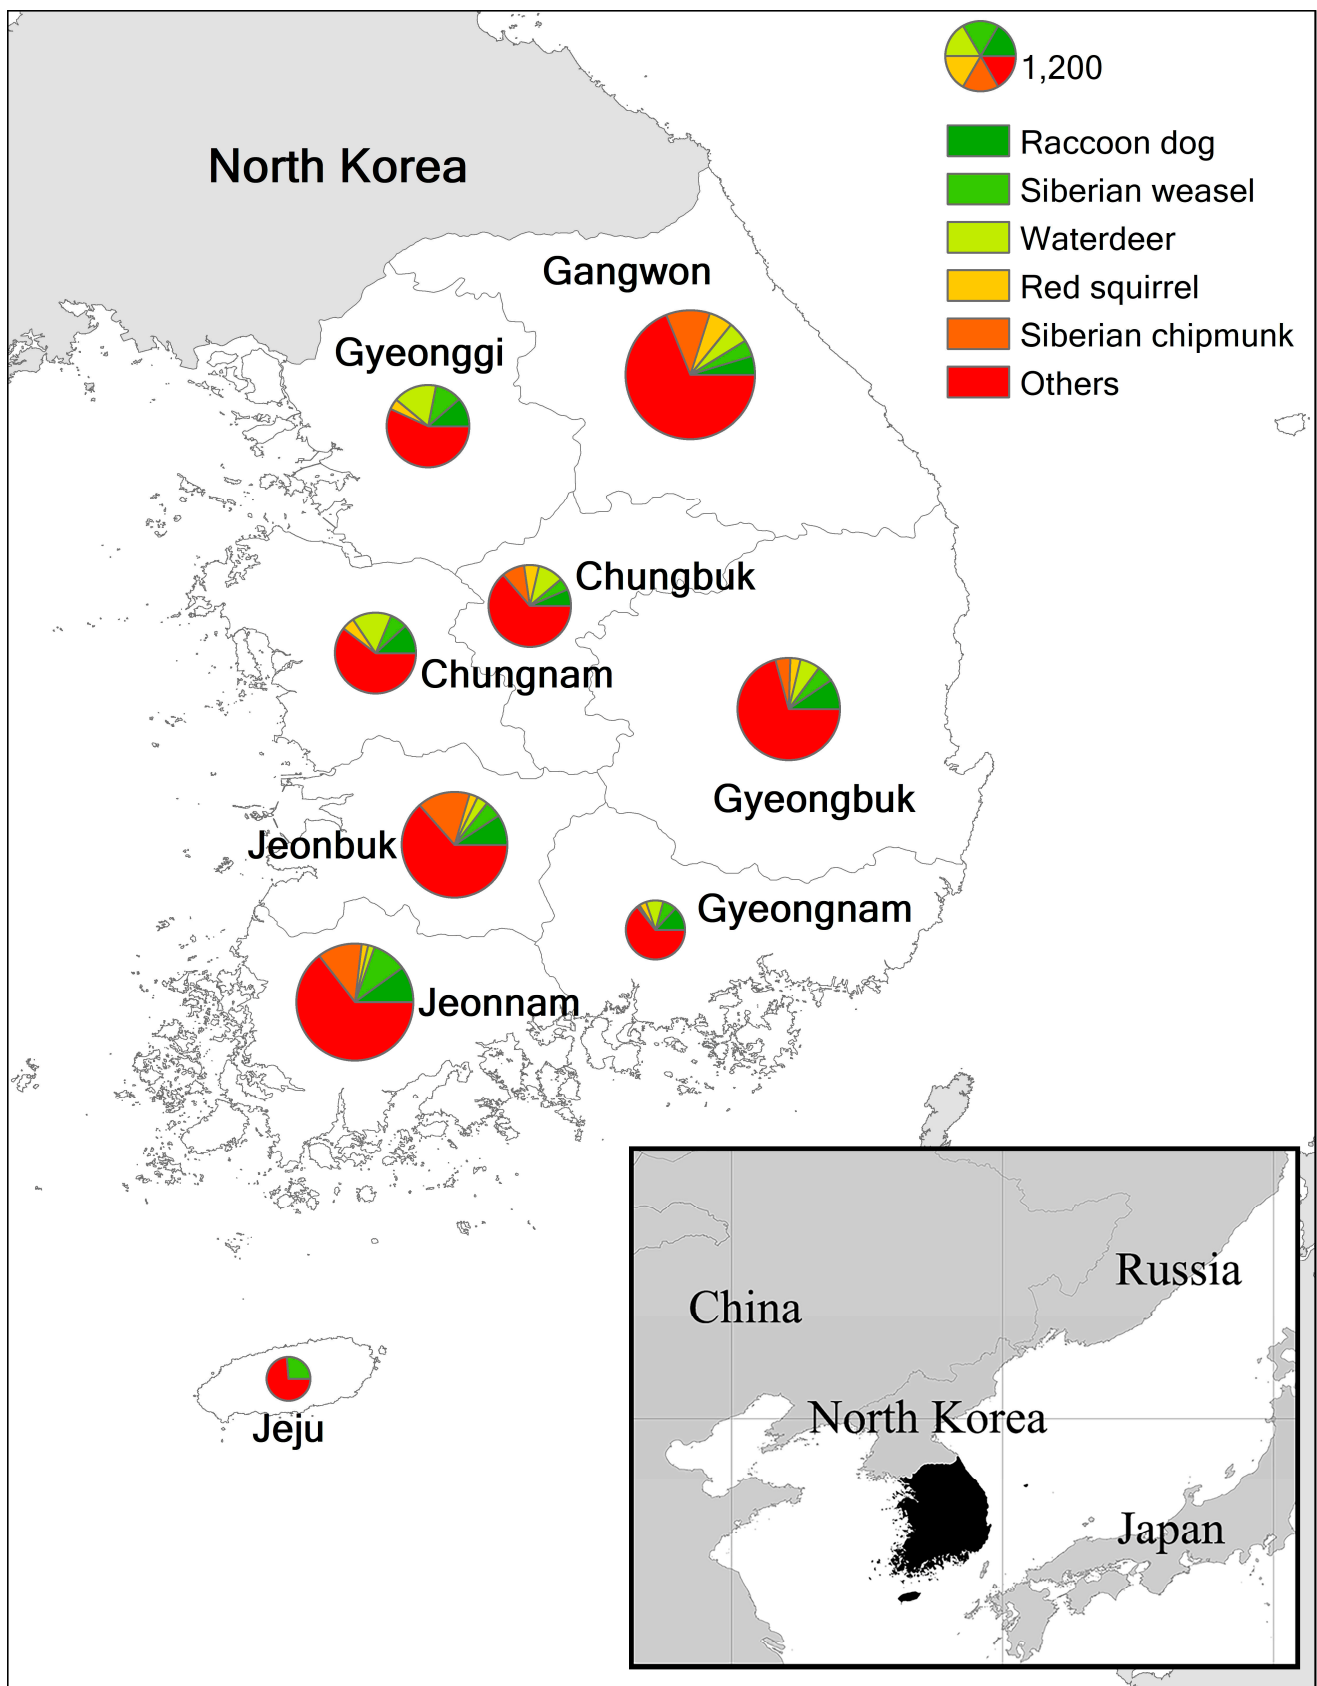 1,200
Raccoon dog
Siberian weasel
Waterdeer
Red squirrel
Siberian chipmunk
Others
North Korea
Gangwon
Gyeonggi
Chungbuk
Chungnam
Gyeongbuk
Jeonbuk
Gyeongnam
Jeonnam
Jeju
Russia
China
North Korea
Japan